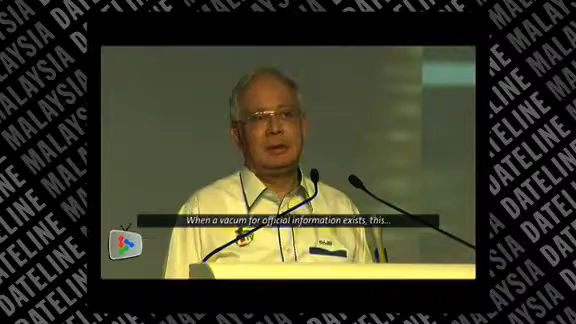 DATELINE MALAYSIA
When a vacum for official information exists, this...